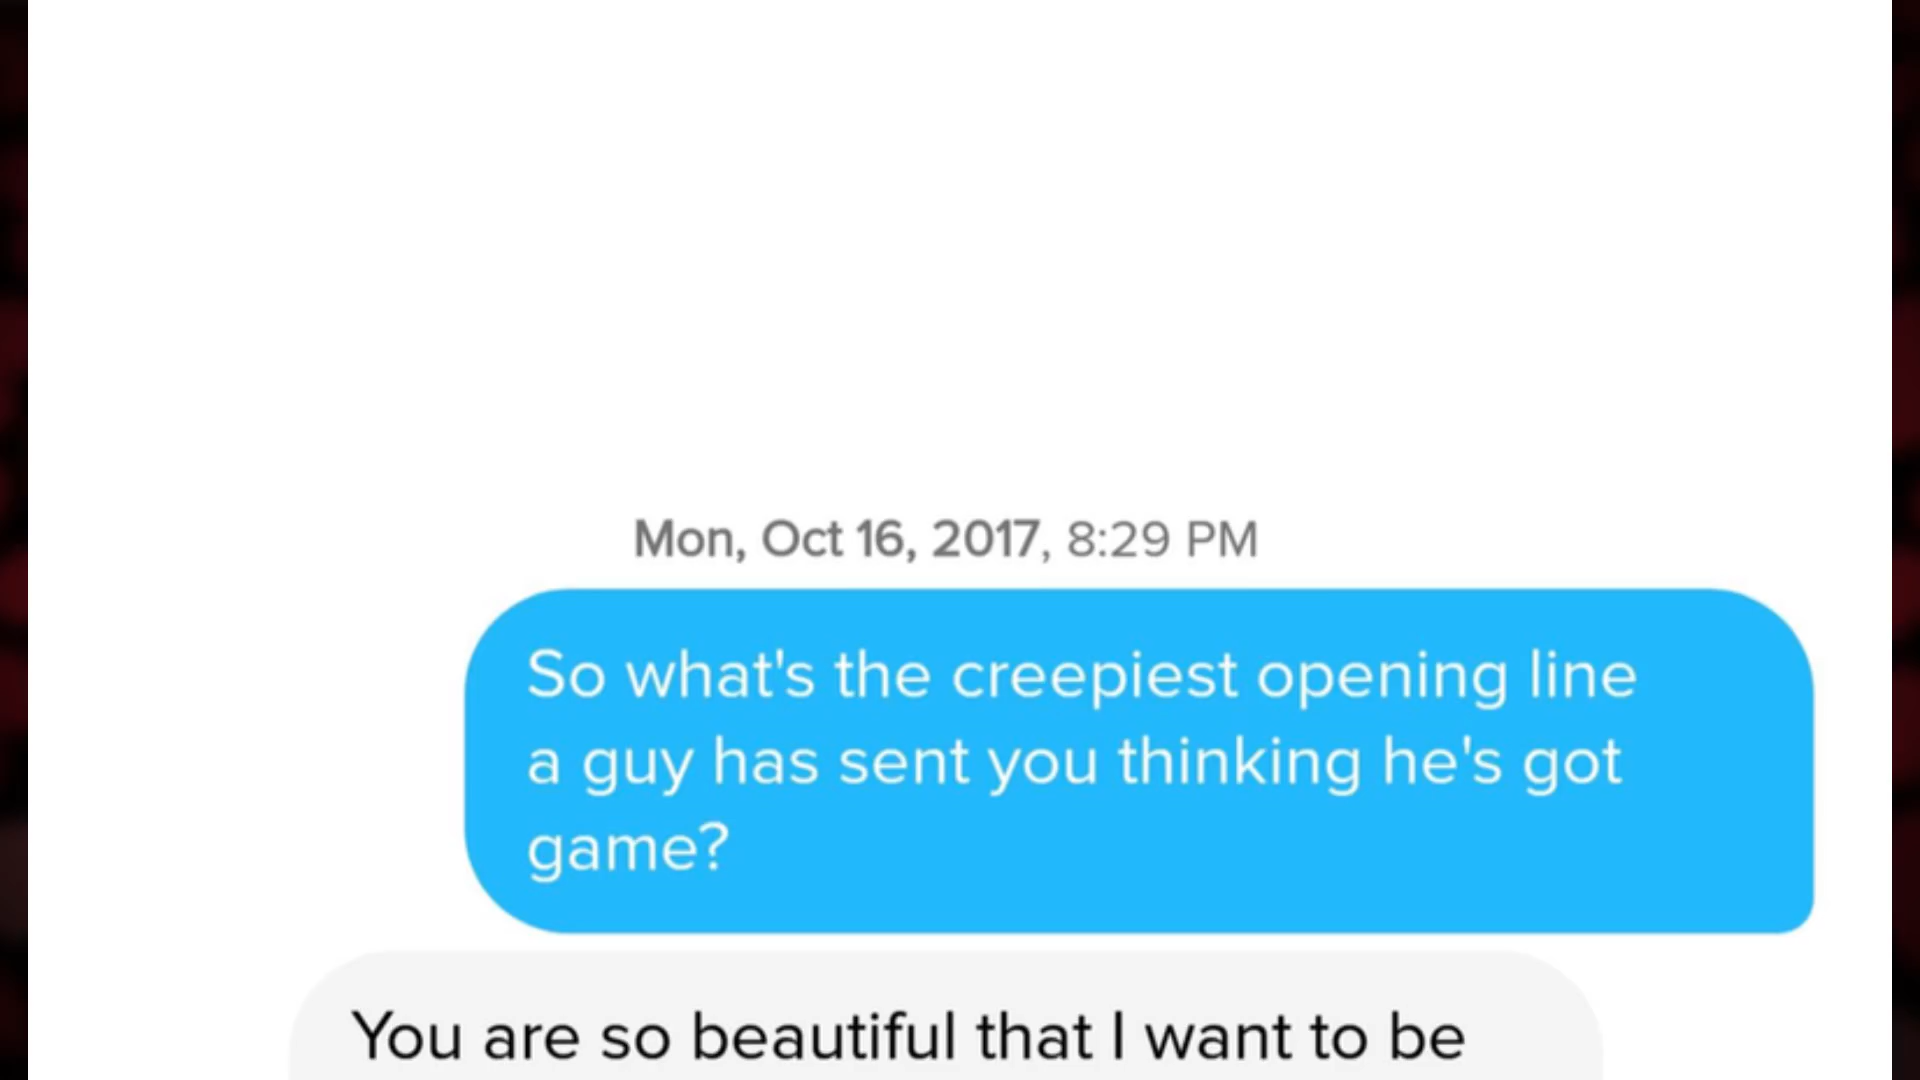 Mon, Oct 16, 2017, 8:29 PM
So what's the creepiest opening line
a guy has sent you thinking he's got
game?
You are so beautiful that I want to be